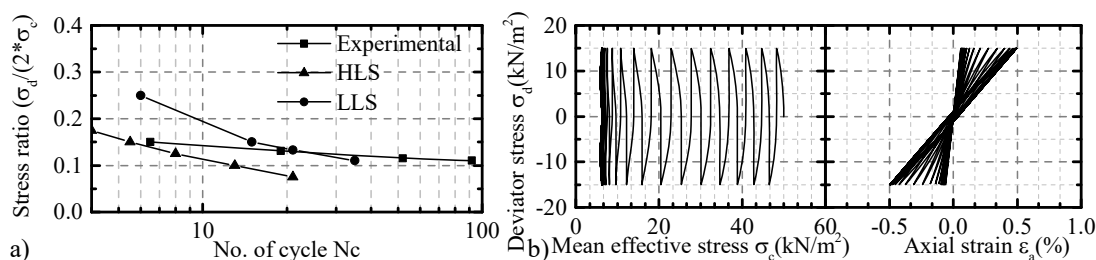 0.4
0.3
0.2
0.1
0.0
Stress ratio (σd/(2*σc)
Experimental
HLS
LLS
10
100
No. of cycle Nc
a)
20
10
0
-10
-20
Deviator stress σd(kN/m²)
0 20 40 60
-0.5 0.0 0.5 1.0
b) Mean effective stress σc(kN/m²)
Axial strain εa(%)